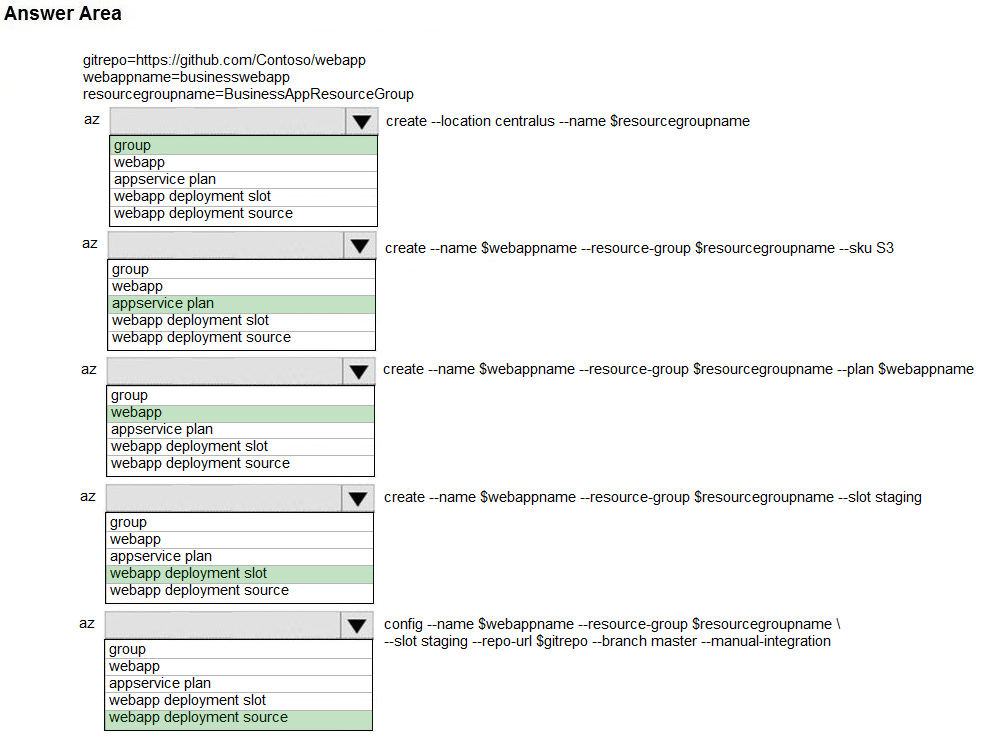 Answer Area
gitrepo=https://github.com/Contoso/webapp
webappname=businesswebapp
resourcegroupname=BusinessAppResourceGroup
az create --location centralus --name $resourcegroupname
group
webapp
appservice plan
webapp deployment slot
webapp deployment source
az create --name $webappname --resource-group $resourcegroupname --sku S3
group
webapp
appservice plan
webapp deployment slot
webapp deployment source
az create --name $webappname --resource-group $resourcegroupname --plan $webappname
group
webapp
appservice plan
webapp deployment slot
webapp deployment source
az create --name $webappname --resource-group $resourcegroupname --slot staging
group
webapp
appservice plan
webapp deployment slot
webapp deployment source
az config --name $webappname --resource-group $resourcegroupname \
--slot staging --repo-url $gitrepo --branch master --manual-integration
group
webapp
appservice plan
webapp deployment slot
webapp deployment source